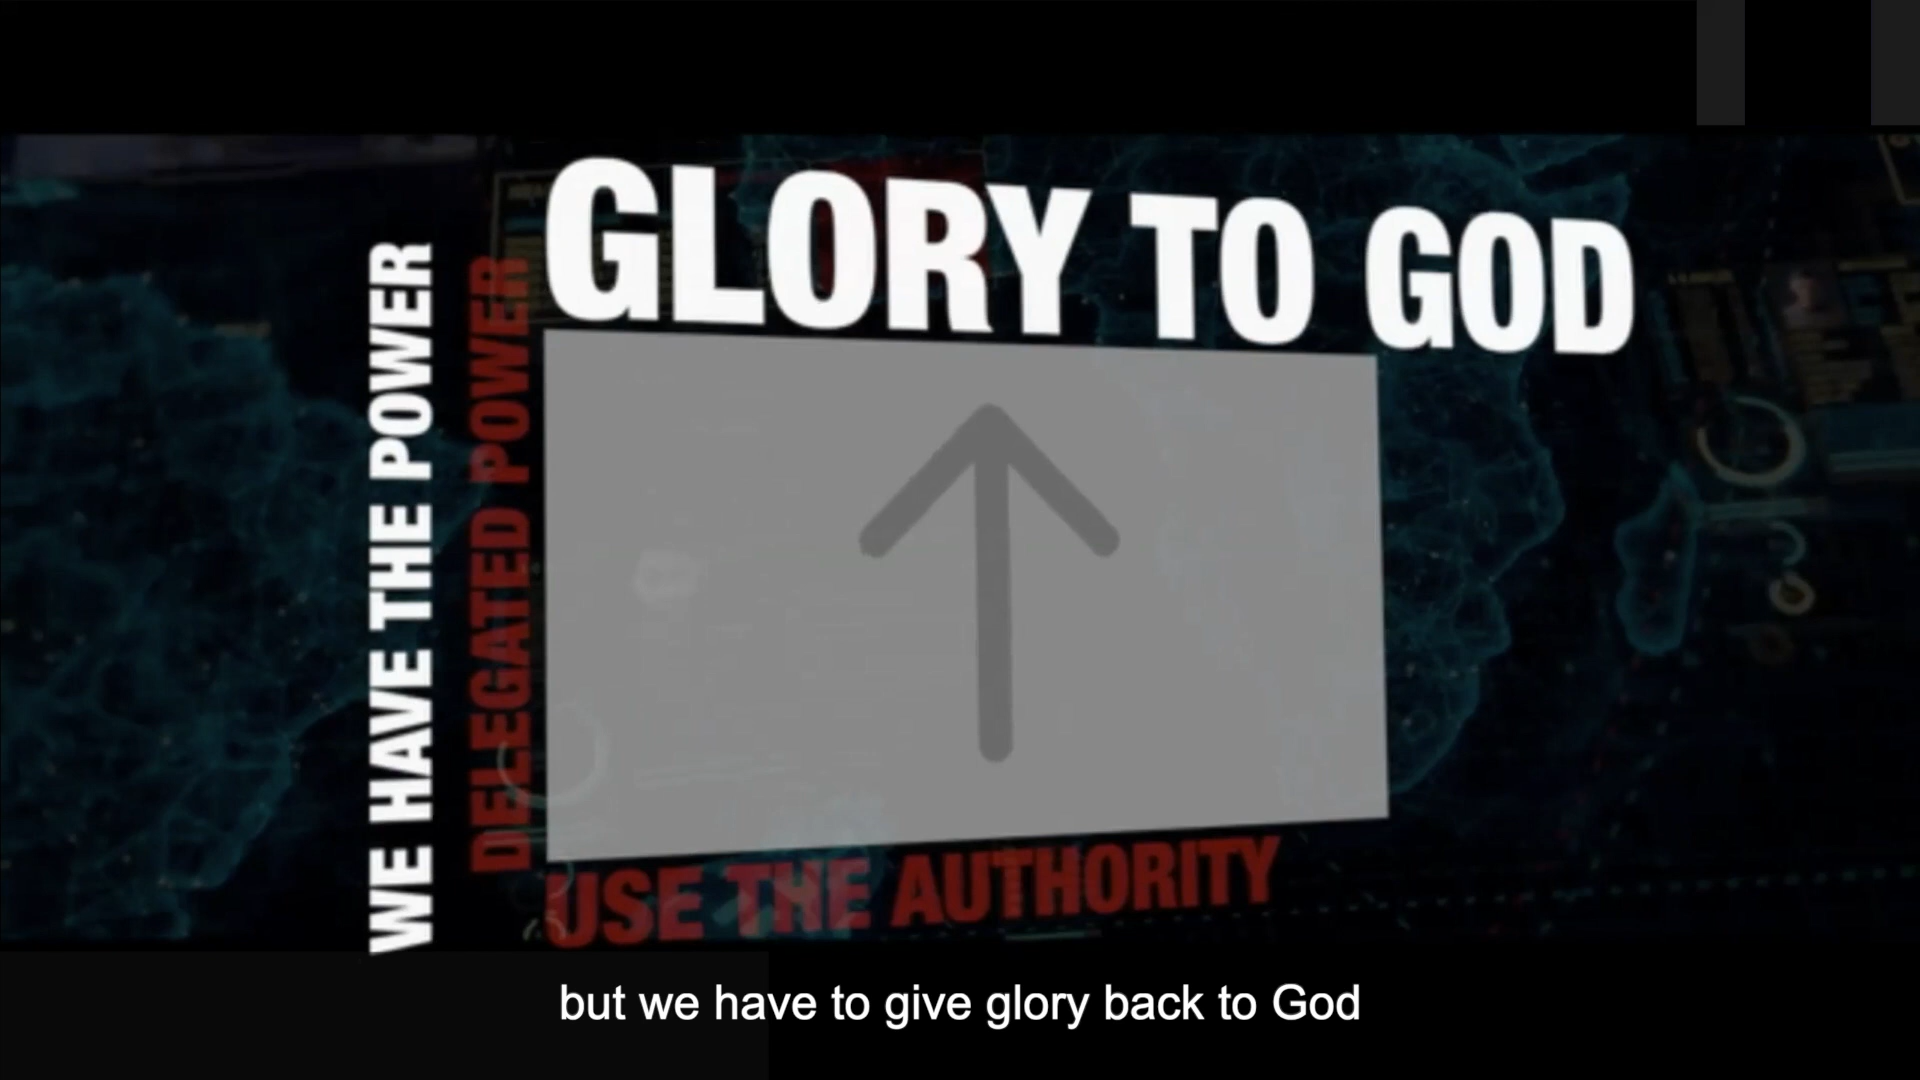 GLORY TO GOD
WE HAVE THE POWER
DELEGATED POWER
USE THE AUTHORITY
but we have to give glory back to God